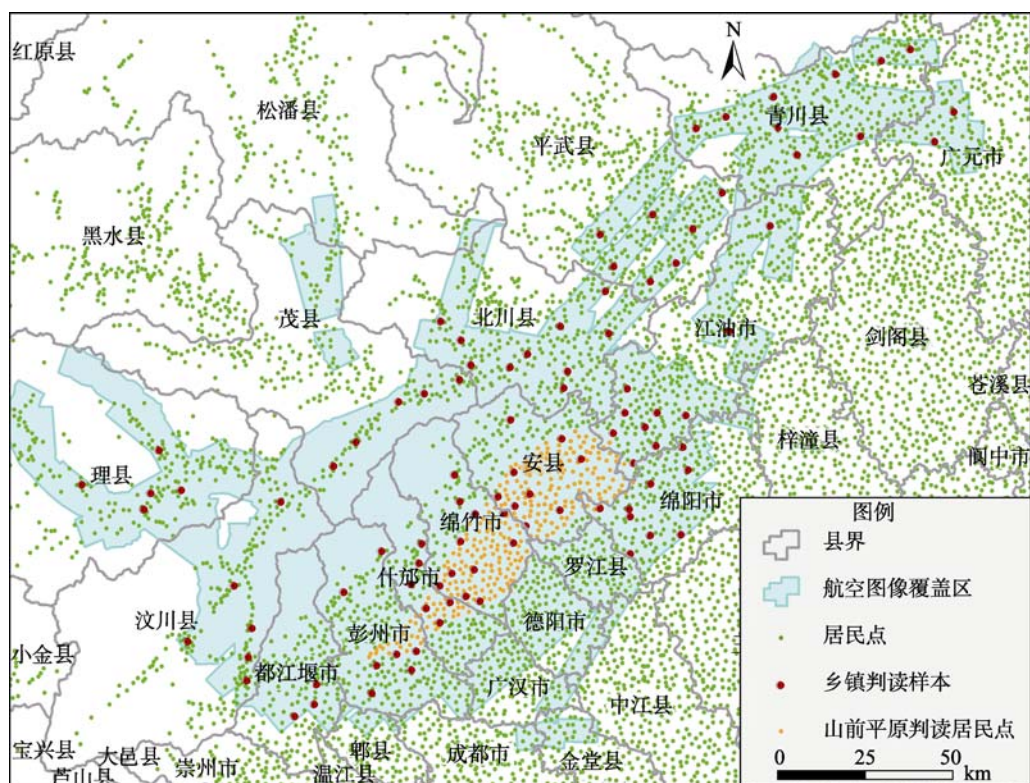 N
红原县
松潘县
青川县
平武县
广元市
黑水县
茂县
北川县
江油市
剑阁县
苍溪县
梓潼县
阆中市
安县
理县
绵阳市
绵竹市
罗江县
什邡市
汶川县
德阳市
彭州市
小金县
都江堰市
广汉市
中江县
宝兴县
大邑县
郫县
成都市
金堂县
芦山县
崇州市
温江县
图例
县界
航空图像覆盖区
居民点
乡镇判读样本
山前平原判读居民点
0 25 50
km